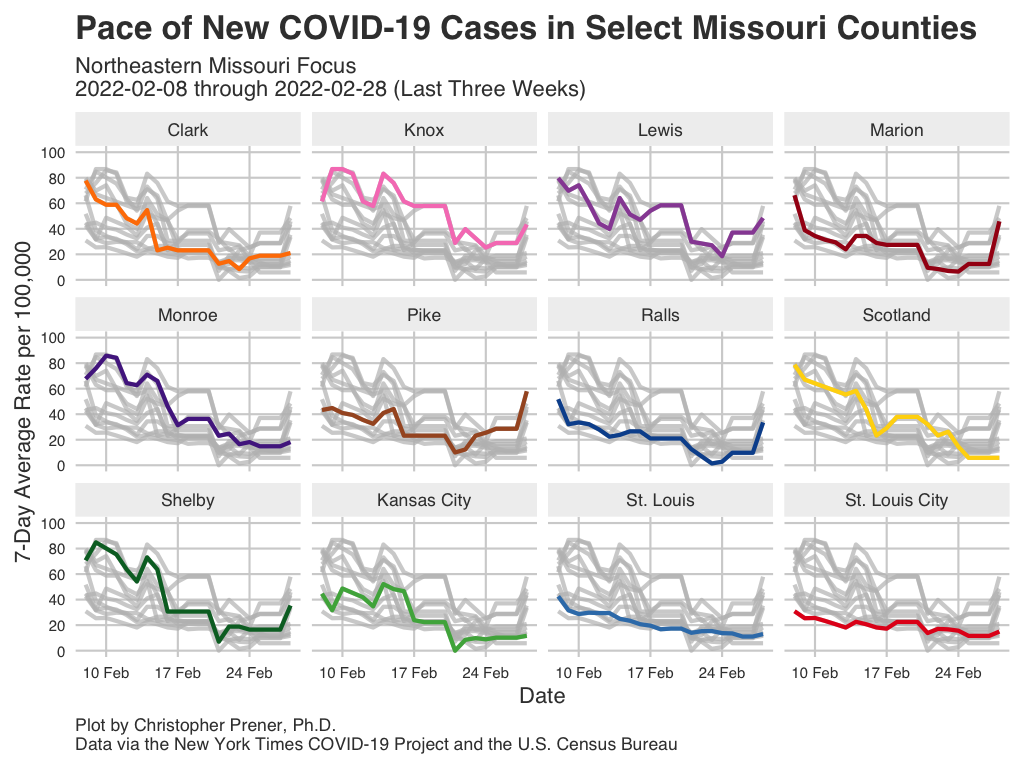 Pace of New COVID-19 Cases in Select Missouri Counties
Northeastern Missouri Focus
2022-02-08 through 2022-02-28 (Last Three Weeks)
7-Day Average Rate per 100,000
Clark Knox Lewis Marion
100
80
60
40
20
0
Monroe Pike Ralls Scotland
100
80
60
40
20
0
Shelby Kansas City St. Louis St. Louis City
100
80
60
40
20
0
10 Feb 17 Feb 24 Feb 10 Feb 17 Feb 24 Feb 10 Feb 17 Feb 24 Feb 10 Feb 17 Feb 24 Feb
Date
Plot by Christopher Prener, Ph.D.
Data via the New York Times COVID-19 Project and the U.S. Census Bureau